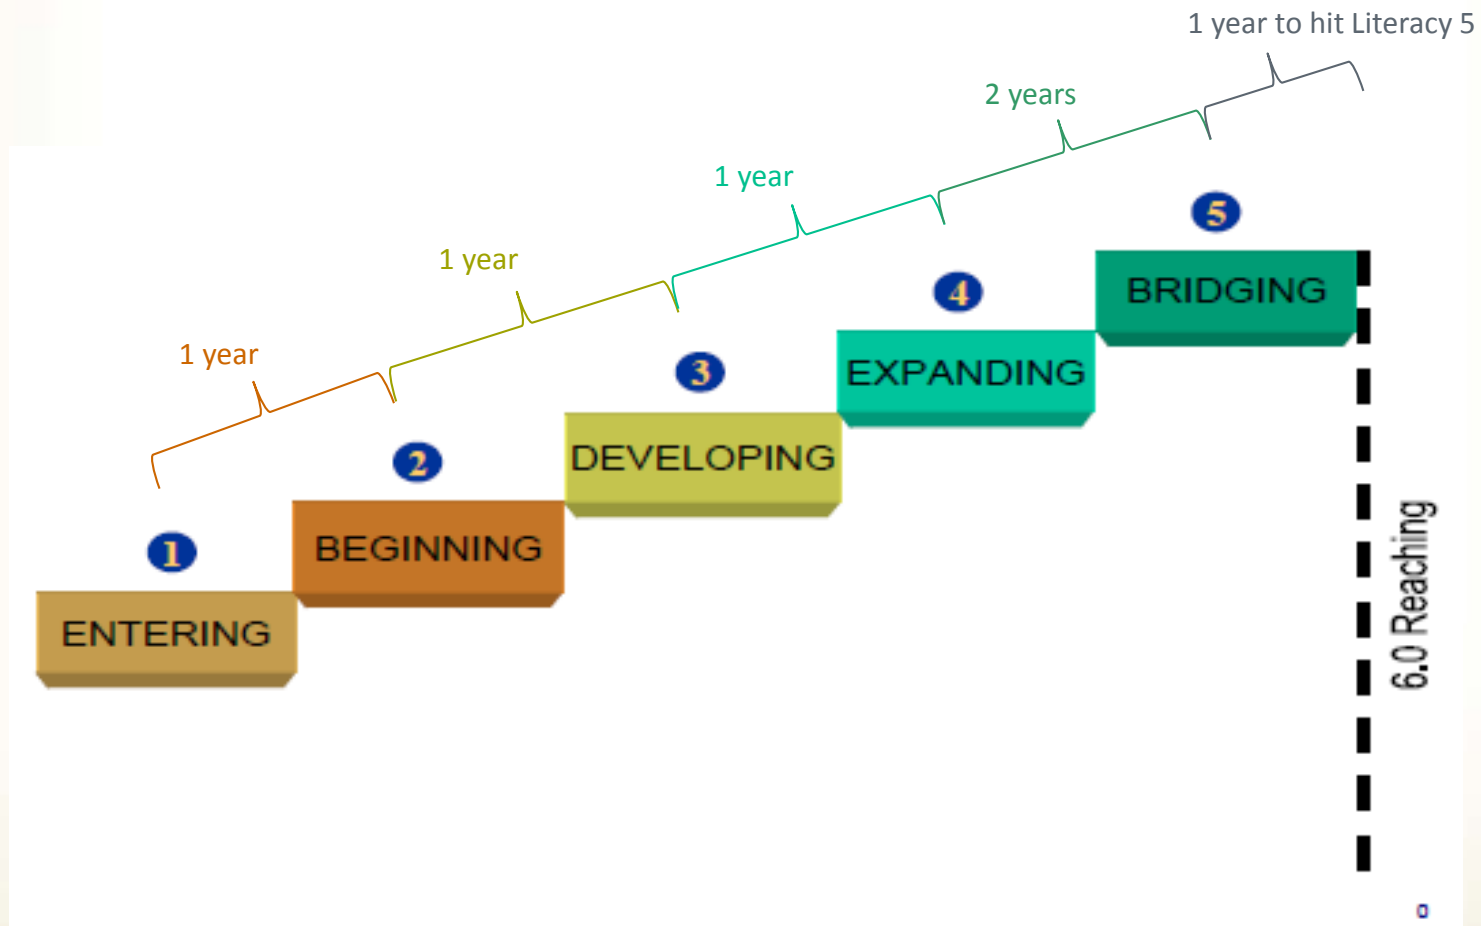 1 year to hit Literacy 5
2 years
1 year
1 year
1 year
5
BRIDGING
4
EXPANDING
3
DEVELOPING
2
BEGINNING
1
ENTERING
6.0 Reaching